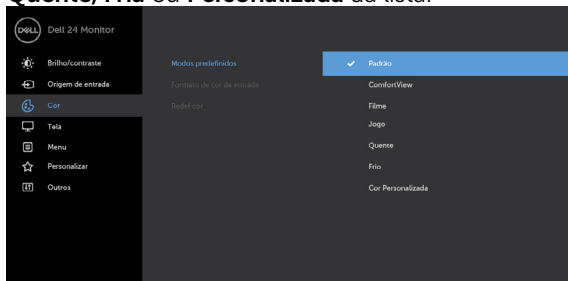 Quente, Fria ou Personalizada da lista.
DELL Dell 24 Monitor
Brilho/contraste Modos predefinidos Padrão
Origem de entrada Formato de cor de entrada ComfortView
Cor Redef cor Filme
Tela Jogo
Menu Quente
Personalizar Frio
Outros Cor Personalizada